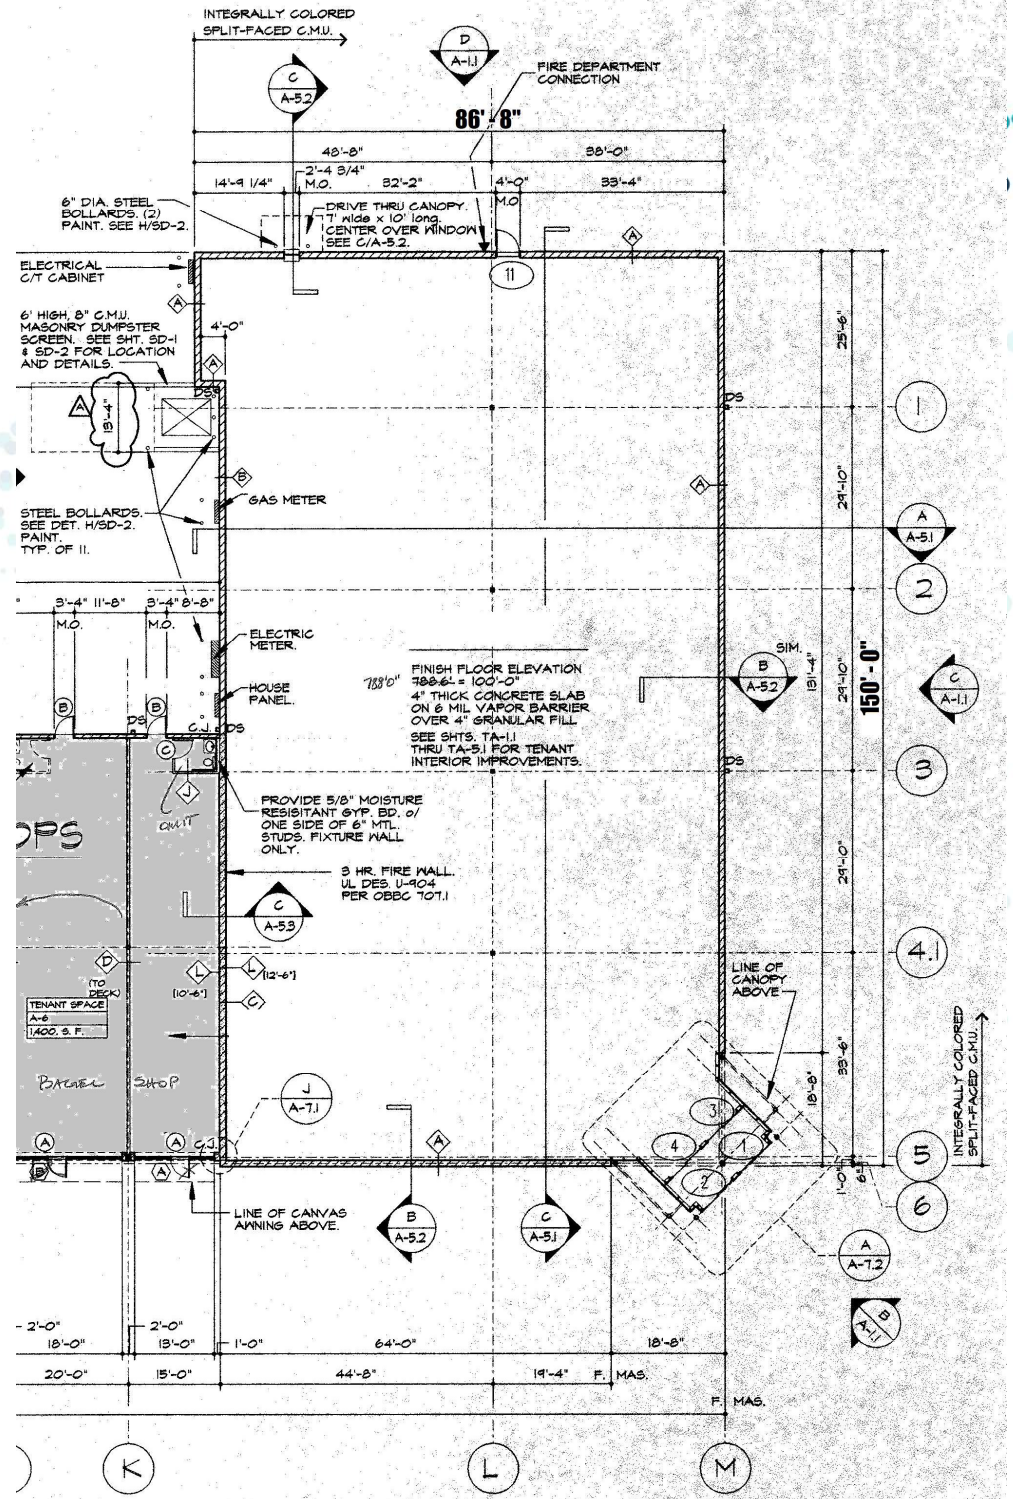 INTEGRALLY COLORED
SPLIT-FACED C.M.U.
D
A-1.1
C
A-5.2
FIRE DEPARTMENT
CONNECTION
86'-8"
48'-8"
38'-0"
14'-9 1/4"
2'-4 3/4"
M.O.
32'-2"
4'-0"
M.O.
33'-4"
6" DIA. STEEL
BOLLARDS. (2)
PAINT. SEE H/SD-2.
DRIVE THRU CANOPY.
7' wide x 10' long.
CENTER OVER WINDOW
SEE C/A-5.2.
A
11
ELECTRICAL
C/T CABINET
A
6' HIGH, 8" C.M.U.
MASONRY DUMPSTER
SCREEN. SEE SHT. SD-1
& SD-2 FOR LOCATION
AND DETAILS.
4'-0"
A
DS
A
13'-4"
25'-6"
DS
1
B
GAS METER
A
29'-10"
STEEL BOLLARDS.
SEE DET. H/SD-2.
PAINT.
TYP. OF 11.
A
A-5.1
2
3'-4" 11'-8"
M.O.
3'-4" 8'-8"
M.O.
ELECTRIC
METER.
HOUSE
PANEL.
788'0"
FINISH FLOOR ELEVATION
788.6' = 100'-0"
4" THICK CONCRETE SLAB
ON 6 MIL VAPOR BARRIER
OVER 4" GRANULAR FILL
SEE SHTS. TA-1.1
THRU TA-5.1 FOR TENANT
INTERIOR IMPROVEMENTS.
SIM.
B
A-5.2
131'-4"
29'-10"
150'-0"
C
A-1.1
B
B
DS
C.J.
DS
C
DS
3
J
OMIT
PROVIDE 5/8" MOISTURE
RESISITANT GYP. BD. o/
ONE SIDE OF 6" MTL.
STUDS. FIXTURE WALL
ONLY.
OPS
3 HR. FIRE WALL.
UL DES. U-904
PER OBBC 707.1
29'-10"
C
A-5.3
D
(TO
DECK)
L
[10'-6"]
L
[12'-6"]
C
4.1
LINE OF
CANOPY
ABOVE
TENANT SPACE
A-6
1,400. S. F.
BAGEL SHOP
J
A-7.1
33'-6"
18'-8"
INTEGRALLY COLORED
SPLIT-FACED C.M.U.
3
4
1
2
A
A
C.J.
A
B
A
5
1'-0"
6"
6
LINE OF CANVAS
AWNING ABOVE.
B
A-5.2
C
A-5.1
A
A-7.2
B
A-1.1
2'-0"
2'-0"
18'-0"
13'-0"
1'-0"
64'-0"
18'-8"
20'-0"
15'-0"
44'-8"
19'-4"
F. MAS.
F. MAS.
K
L
M